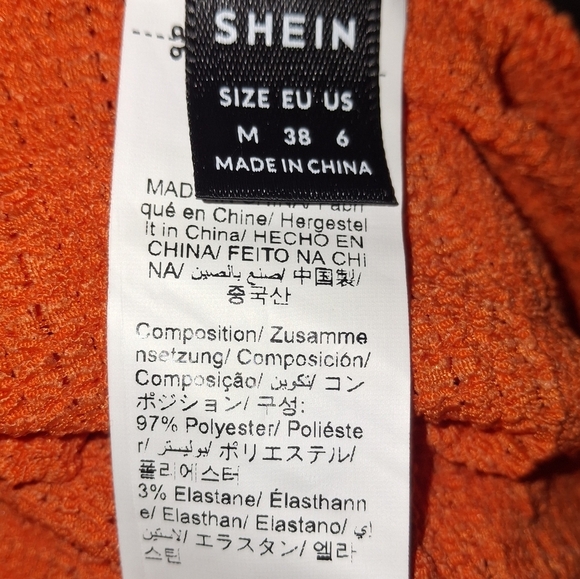 SHEIN
SIZE EU US
M 38 6
MADE IN CHINA
qué en Chine/ Hergestel
lt in China/ HECHO EN
CHINA/ FEITO NA CHI
NA/ صنع بالصين/ 中国製/
중국산
Composition/ Zusamme
nsetzung/ Composición/
Composição/ تكوين/ コン
ポジション/ 구성:
97% Polyester/ Poliéste
r/ بوليستر/ ポリエステル/
폴리에스터
3% Elastane/ Élasthann
e/ Elasthan/ Elastano/ إي
لاستين/ エラスタン/ 엘라
스틴